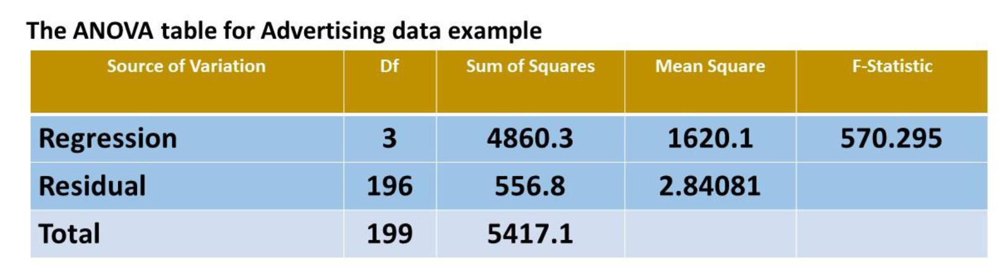 The ANOVA table for Advertising data example
Source of Variation Df Sum of Squares Mean Square F-Statistic
Regression 3 4860.3 1620.1 570.295
Residual 196 556.8 2.84081
Total 199 5417.1